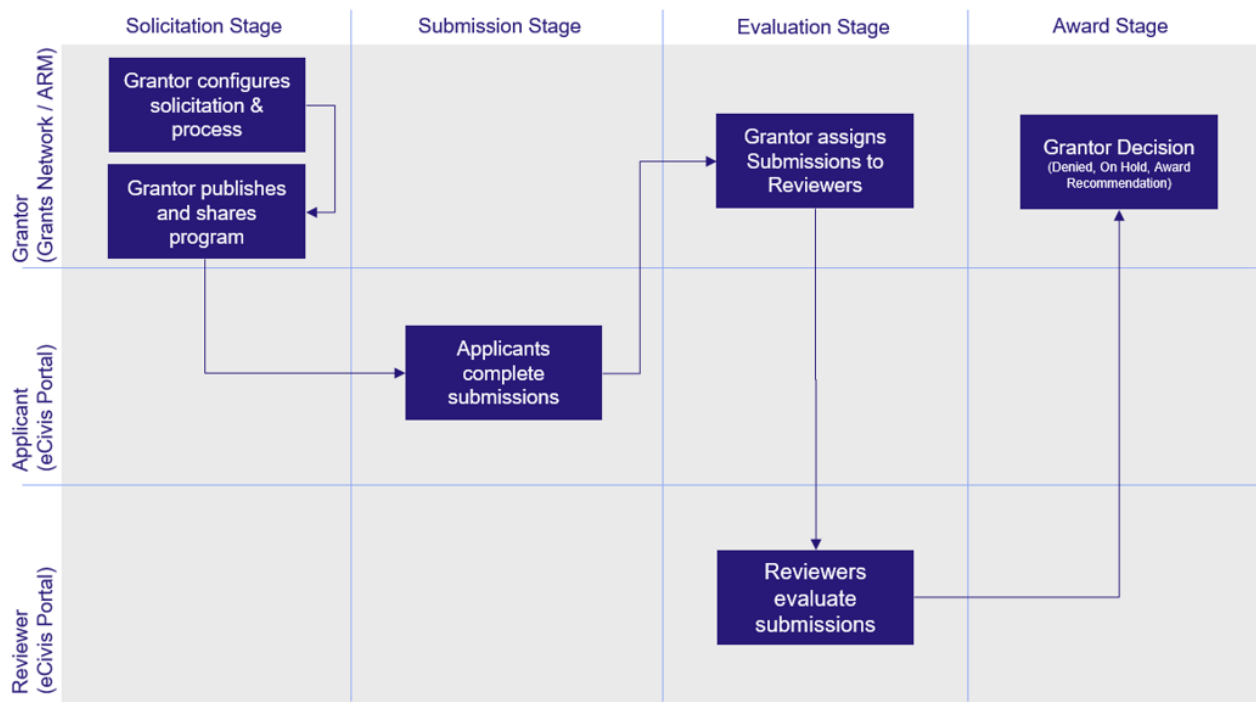 Solicitation Stage
Submission Stage
Evaluation Stage
Award Stage
Grantor
(Grants Network / ARM)
Grantor configures
solicitation &
process
Grantor publishes
and shares
program
Grantor assigns
Submissions to
Reviewers
Grantor Decision
(Denied, On Hold, Award
Recommendation)
Applicant
(eCivis Portal)
Applicants
complete
submissions
Reviewer
(eCivis Portal)
Reviewers
evaluate
submissions